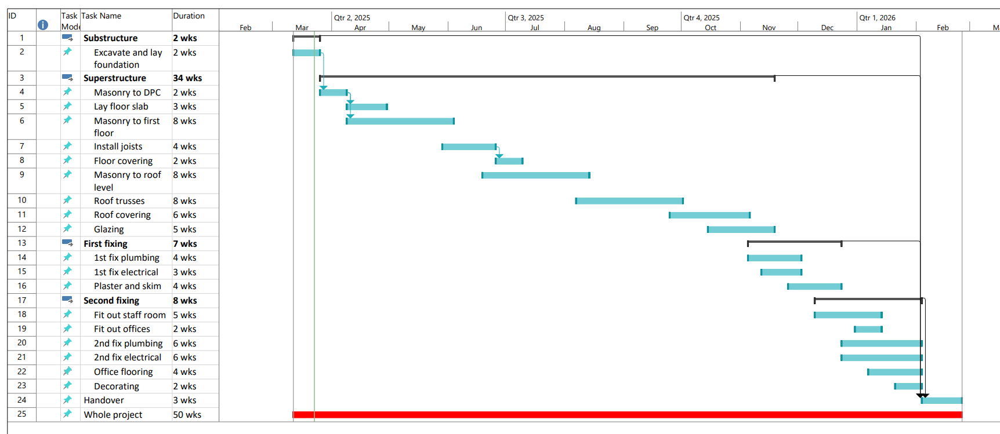 ID Task Mode Task Name Duration
Qtr 2, 2025 Qtr 3, 2025 Qtr 4, 2025 Qtr 1, 2026
Feb Mar Apr May Jun Jul Aug Sep Oct Nov Dec Jan Feb Ma
1 Substructure 2 wks
2 Excavate and lay 2 wks
foundation
3 Superstructure 34 wks
4 Masonry to DPC 2 wks
5 Lay floor slab 3 wks
6 Masonry to first 8 wks
floor
7 Install joists 4 wks
8 Floor covering 2 wks
9 Masonry to roof 8 wks
level
10 Roof trusses 8 wks
11 Roof covering 6 wks
12 Glazing 5 wks
13 First fixing 7 wks
14 1st fix plumbing 4 wks
15 1st fix electrical 3 wks
16 Plaster and skim 4 wks
17 Second fixing 8 wks
18 Fit out staff room 5 wks
19 Fit out offices 2 wks
20 2nd fix plumbing 6 wks
21 2nd fix electrical 6 wks
22 Office flooring 4 wks
23 Decorating 2 wks
24 Handover 3 wks
25 Whole project 50 wks